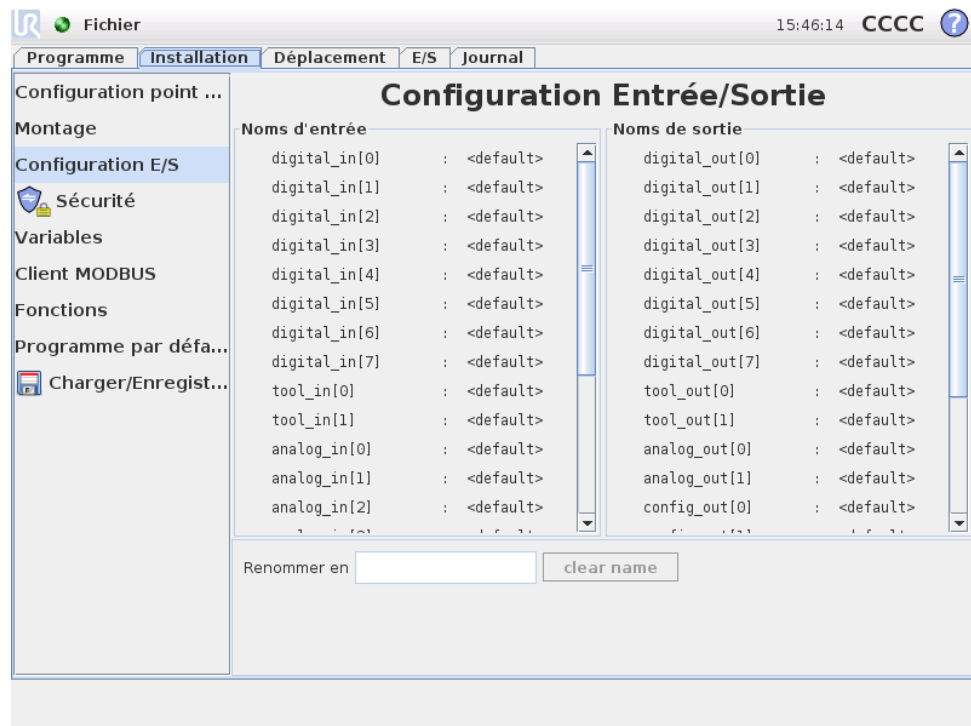 UR Fichier 15:46:14 CCCC ?
Programme Installation Déplacement E/S Journal
Configuration point ...
Montage
Configuration E/S
Sécurité
Variables
Client MODBUS
Fonctions
Programme par défa...
Charger/Enregist...
Configuration Entrée/Sortie
Noms d'entrée
digital_in[0] : <default>
digital_in[1] : <default>
digital_in[2] : <default>
digital_in[3] : <default>
digital_in[4] : <default>
digital_in[5] : <default>
digital_in[6] : <default>
digital_in[7] : <default>
tool_in[0] : <default>
tool_in[1] : <default>
analog_in[0] : <default>
analog_in[1] : <default>
analog_in[2] : <default>
Noms de sortie
digital_out[0] : <default>
digital_out[1] : <default>
digital_out[2] : <default>
digital_out[3] : <default>
digital_out[4] : <default>
digital_out[5] : <default>
digital_out[6] : <default>
digital_out[7] : <default>
tool_out[0] : <default>
tool_out[1] : <default>
analog_out[0] : <default>
analog_out[1] : <default>
config_out[0] : <default>
Renommer en
clear name